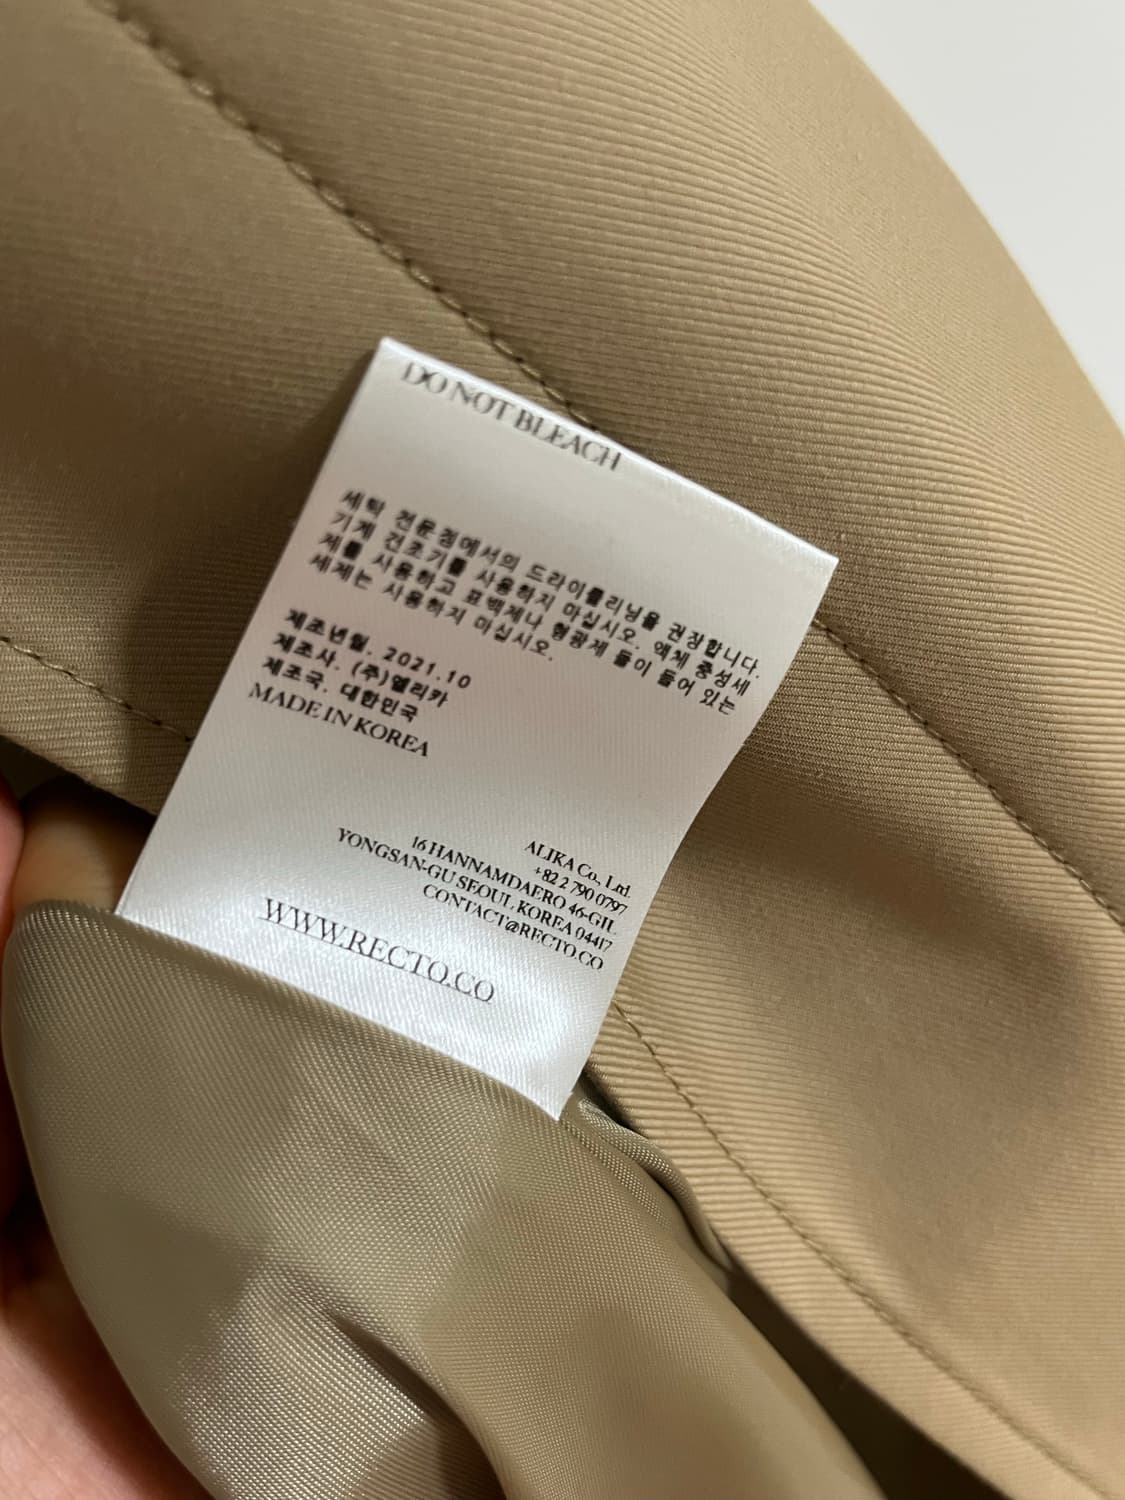 DO NOT BLEACH
세탁 전문점에서의 드라이클리닝을 권장합니다.
기계 건조기를 사용하지 마십시오. 액체 중성세
제를 사용하고 표백제나 형광제 등이 들어 있는
세제는 사용하지 마십시오.
제조년월. 2021.10
제조사. (주)엘리카
제조국. 대한민국
MADE IN KOREA
ALIKA Co., Ltd.
+82 2 790 0797
16 HANNAMDAERO 46-GIL
YONGSAN-GU SEOUL KOREA 04417
CONTACT@RECTO.CO
WWW.RECTO.CO